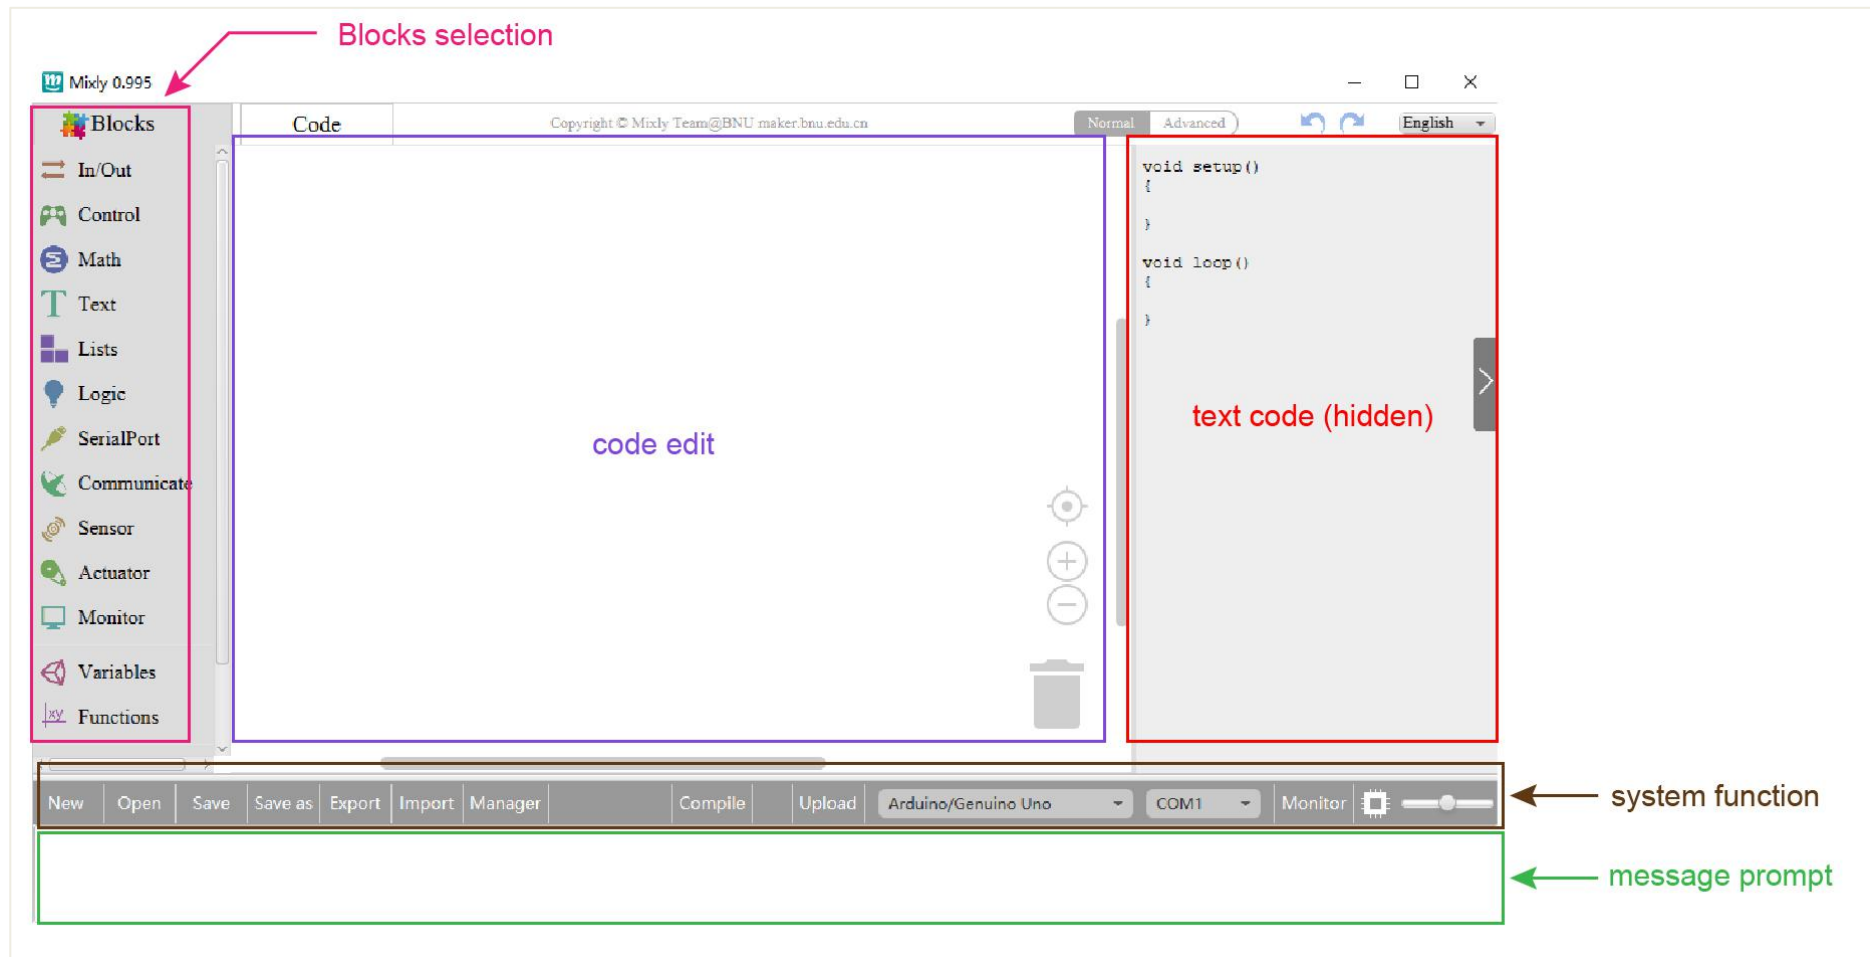 Blocks selection
Mixly 0.995
Blocks
Code
Copyright © Mixly Team@BNU maker.bnu.edu.cn
Normal
Advanced
English
In/Out
Control
Math
Text
Lists
Logic
SerialPort
Communicate
Sensor
Actuator
Monitor
Variables
xy
Functions
code edit
void setup()
{
}
void loop()
{
}
text code (hidden)
New Open Save Save as Export Import Manager Compile Upload Arduino/Genuino Uno COM1 Monitor
system function
message prompt